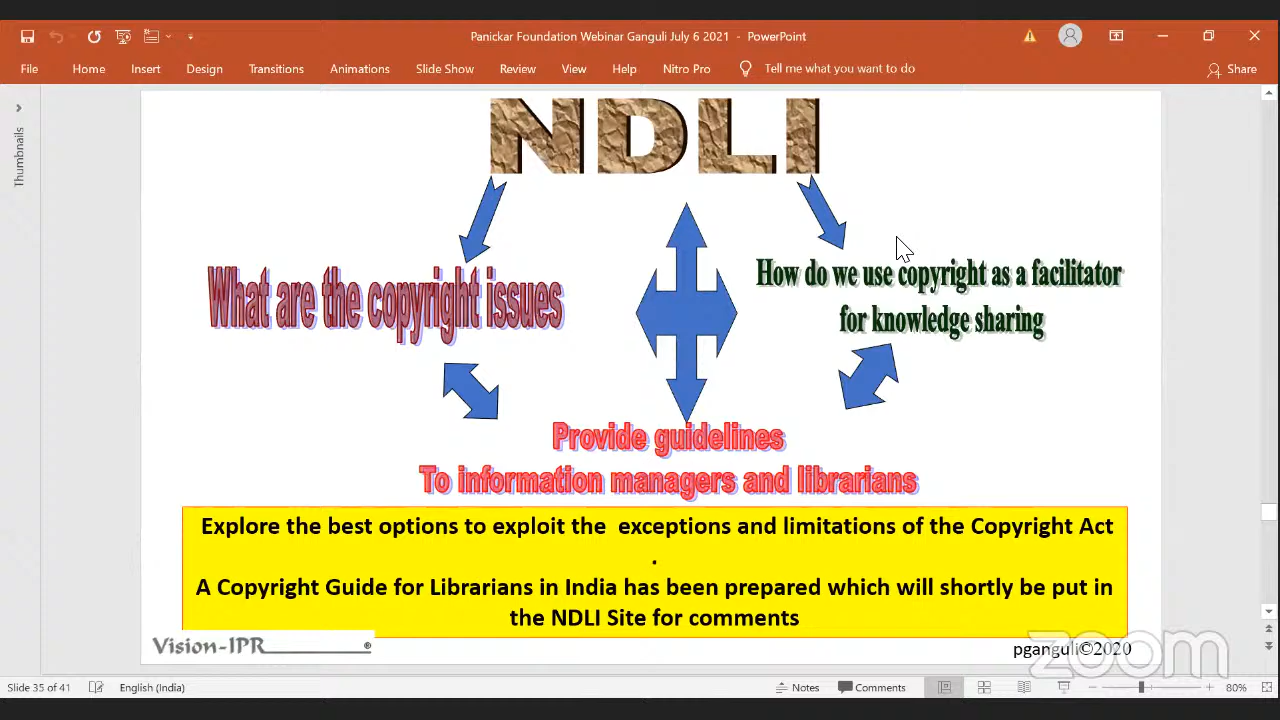 Panickar Foundation Webinar Ganguli July 6 2021 - PowerPoint
File Home Insert Design Transitions Animations Slide Show Review View Help Nitro Pro Tell me what you want to do Share
Thumbnails
NDLI
What are the copyright issues
How do we use copyright as a facilitator
for knowledge sharing
Provide guidelines
To information managers and librarians
Explore the best options to exploit the exceptions and limitations of the Copyright Act
.
A Copyright Guide for Librarians in India has been prepared which will shortly be put in
the NDLI Site for comments
Vision-IPR ®
pganguli©2020
zoom
Slide 35 of 41 English (India) Notes Comments 80%